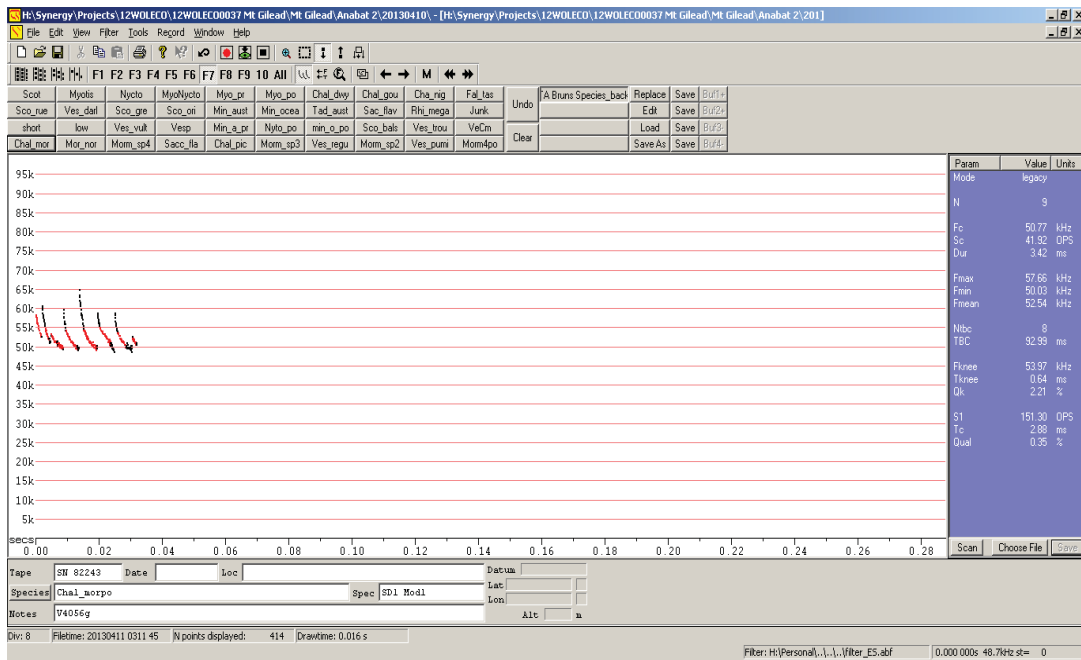 H:\Synergy\Projects\12WOLECO\12WOLECO0037 Mt Gilead\Mt Gilead\Anabat 2\20130410\ - [H:\Synergy\Projects\12WOLECO\12WOLECO0037 Mt Gilead\Mt Gilead\Anabat 2\201]
File Edit View Filter Tools Record Window Help
F1 F2 F3 F4 F5 F6 F7 F8 F9 10 All M
Scot Myotis Nycto MyoNycto Myo_pr Myo_po Chal_dwy Chal_gou Cha_nig Fal_tas Undo A Bruns Species_back Replace Save Buf1+
Sco_rue Ves_darl Sco_gre Sco_ori Min_aust Min_ocea Tad_aust Sac_flav Rhi_mega Junk Edit Save Buf2+
short low Ves_vult Vesp Min_a_pr Nyto_po min_o_po Sco_bals Ves_trou VeCm Clear Load Save Buf3-
Chal_mor Mor_nor Morm_sp4 Sacc_fla Chal_pic Morm_sp3 Ves_regu Morm_sp2 Ves_pumi Morm4po Save As Save Buf4-
95k
90k
85k
80k
75k
70k
65k
60k
55k
50k
45k
40k
35k
30k
25k
20k
15k
10k
5k
secs
0.00 0.02 0.04 0.06 0.08 0.10 0.12 0.14 0.16 0.18 0.20 0.22 0.24 0.26 0.28
Param Value Units
Mode legacy
N 9
Fc 50.77 kHz
Sc 41.92 OPS
Dur 3.42 ms
Fmax 57.66 kHz
Fmin 50.03 kHz
Fmean 52.54 kHz
Ntbc 8
TBC 92.99 ms
Fknee 53.97 kHz
Tknee 0.64 ms
Qk 2.21 %
S1 151.30 OPS
Tc 2.88 ms
Qual 0.35 %
Scan Choose File Save
Tape SN 82243 Date Loc Datum
Species Chal_morpo Spec SD1 Mod1 Lat
Lon
Notes V4056g Alt m
Div: 8 Filetime: 20130411 0311 45 N points displayed: 414 Drawtime: 0.016 s
Filter: H:\Personal\..\..\..\filter_ES.abf 0.000 000s 48.7kHz st= 0